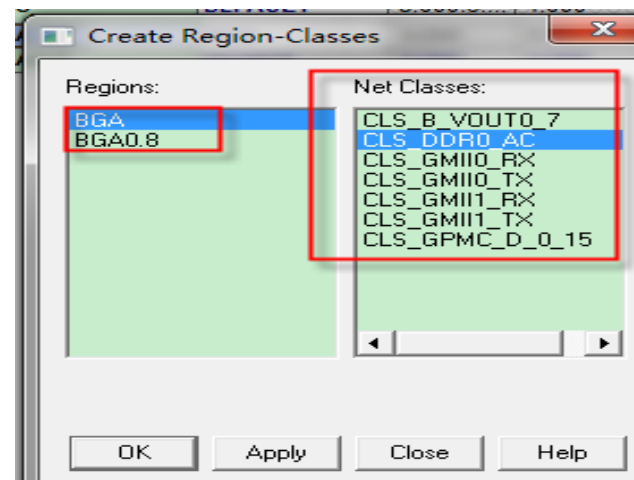 Create Region-Classes
Regions:
BGA
BGA0.8
Net Classes:
CLS_B_VOUT0_7
CLS_DDR0_AC
CLS_GMII0_RX
CLS_GMII0_TX
CLS_GMII1_RX
CLS_GMII1_TX
CLS_GPMC_D_0_15
OK
Apply
Close
Help